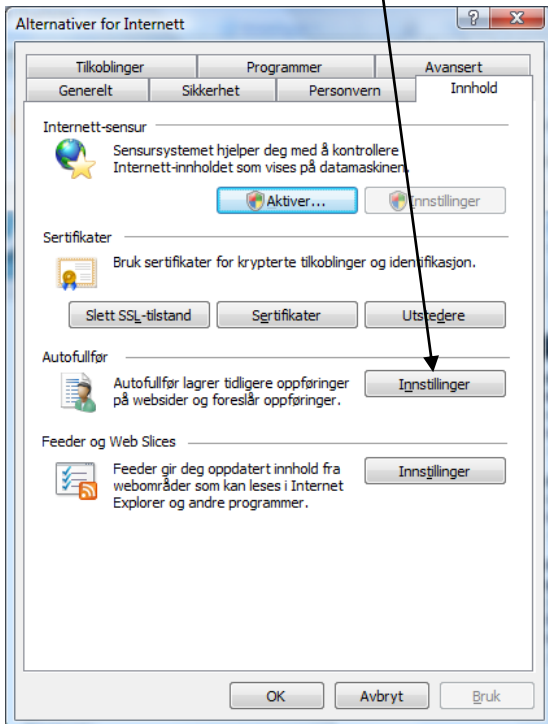 Alternativer for Internett
Tilkoblinger
Programmer
Avansert
Generelt
Sikkerhet
Personvern
Innhold
Internett-sensur
Sensursystemet hjelper deg med å kontrollere
Internett-innholdet som vises på datamaskinen.
Aktiver...
Innstillinger
Sertifikater
Bruk sertifikater for krypterte tilkoblinger og identifikasjon.
Slett SSL-tilstand
Sertifikater
Utstedere
Autofullfør
Autofullfør lagrer tidligere oppføringer
på websider og foreslår oppføringer.
Innstillinger
Feeder og Web Slices
Feeder gir deg oppdatert innhold fra
webområder som kan leses i Internet
Explorer og andre programmer.
Innstillinger
OK
Avbryt
Bruk